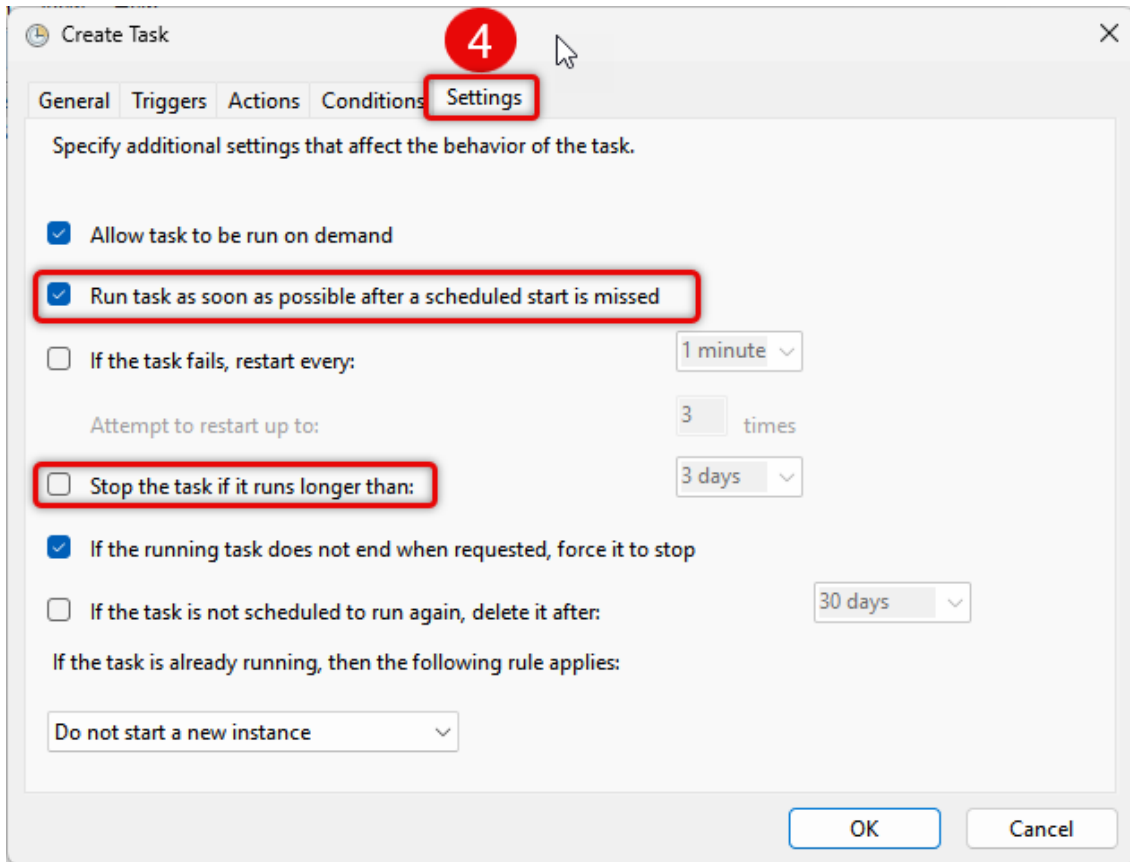 Create Task
4
General Triggers Actions Conditions Settings
Specify additional settings that affect the behavior of the task.
Allow task to be run on demand
Run task as soon as possible after a scheduled start is missed
If the task fails, restart every: 1 minute
Attempt to restart up to: 3 times
Stop the task if it runs longer than: 3 days
If the running task does not end when requested, force it to stop
If the task is not scheduled to run again, delete it after: 30 days
If the task is already running, then the following rule applies:
Do not start a new instance
OK Cancel